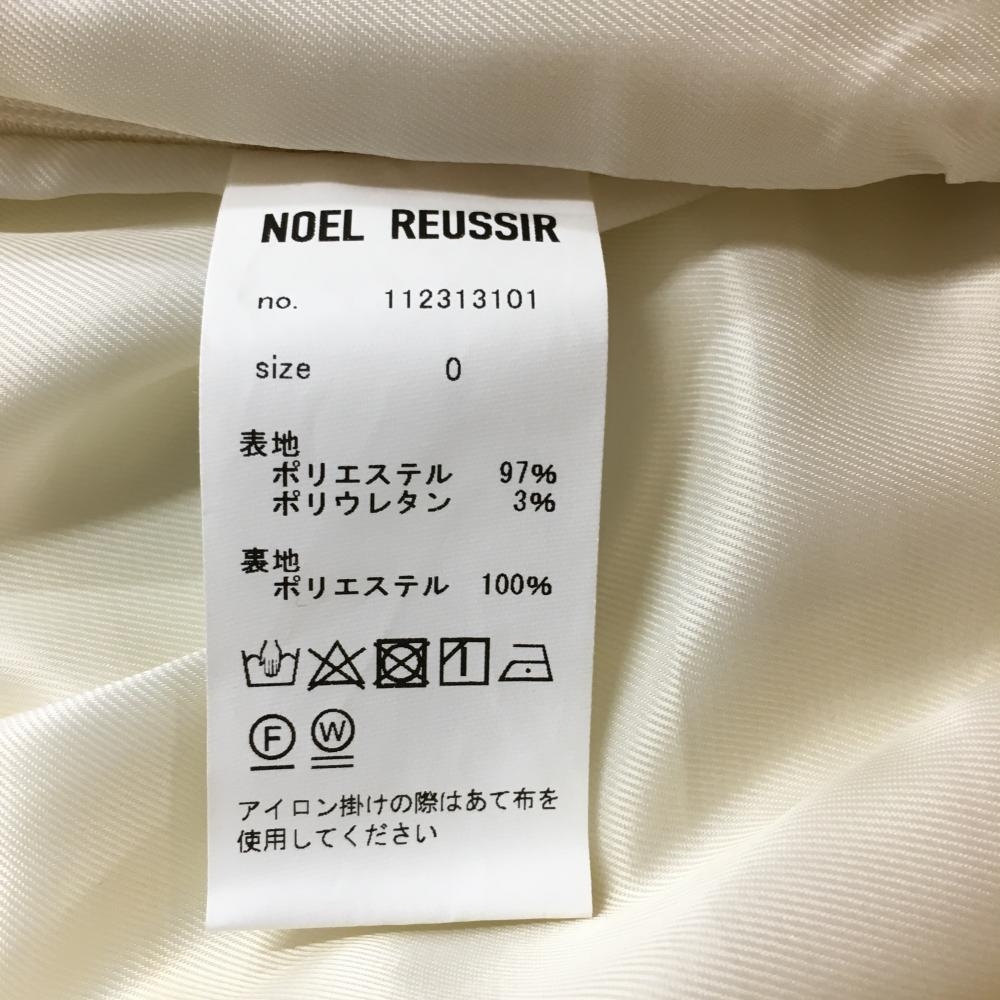 NOEL REUSSIR
no. 112313101
size 0
表地
ポリエステル 97%
ポリウレタン 3%
裏地
ポリエステル 100%
F W
アイロン掛けの際はあて布を
使用してください